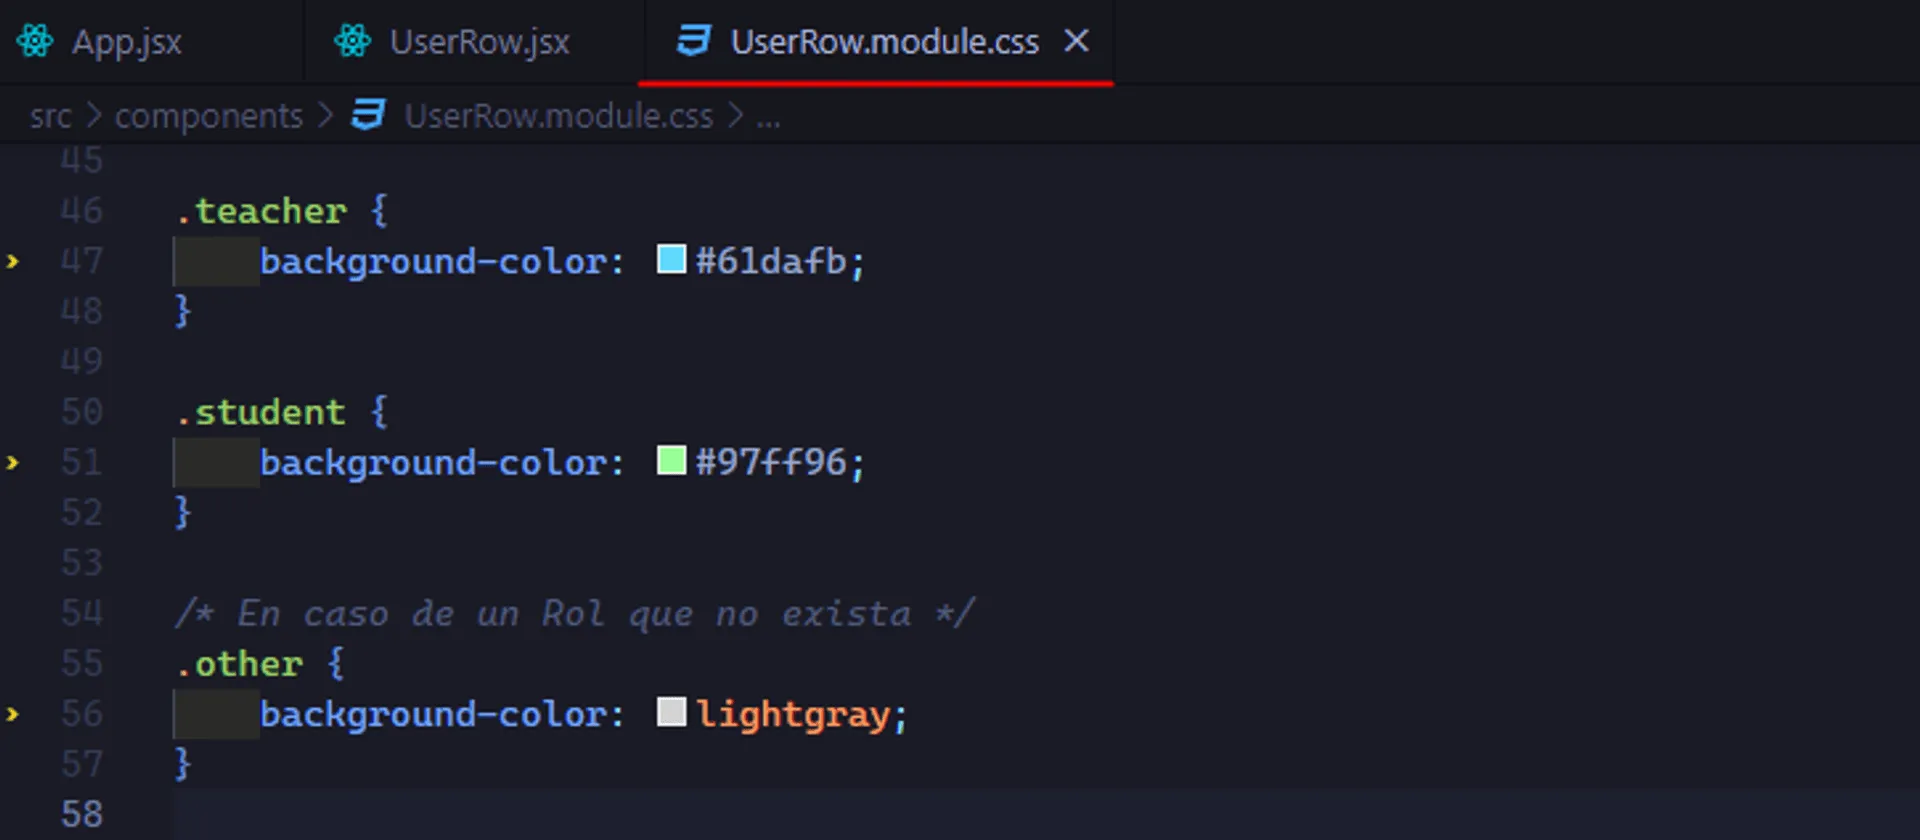 App.jsx UserRow.jsx UserRow.module.css ×
src > components > UserRow.module.css > ...
45
46 .teacher {
47 background-color: #61dafb;
48 }
49
50 .student {
51 background-color: #97ff96;
52 }
53
54 /* En caso de un Rol que no exista */
55 .other {
56 background-color: lightgray;
57 }
58